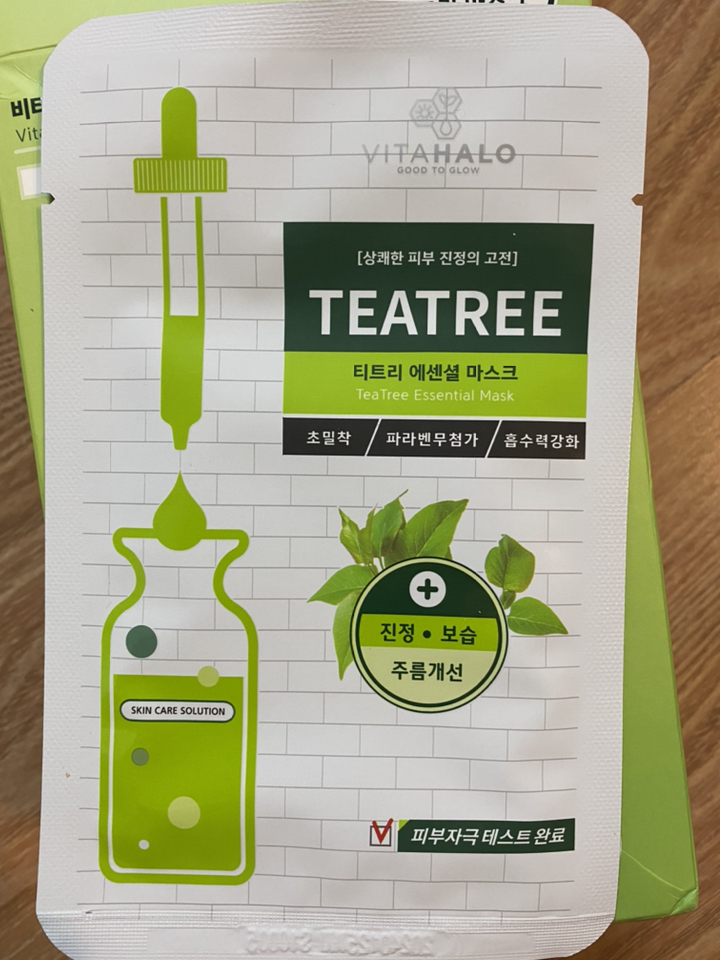 VITAHALO
GOOD TO GLOW
[상쾌한 피부 진정의 고전]
TEATREE
티트리 에센셜 마스크
TeaTree Essential Mask
초밀착 / 파라벤무첨가 / 흡수력강화
진정 • 보습
주름개선
SKIN CARE SOLUTION
피부자극 테스트 완료